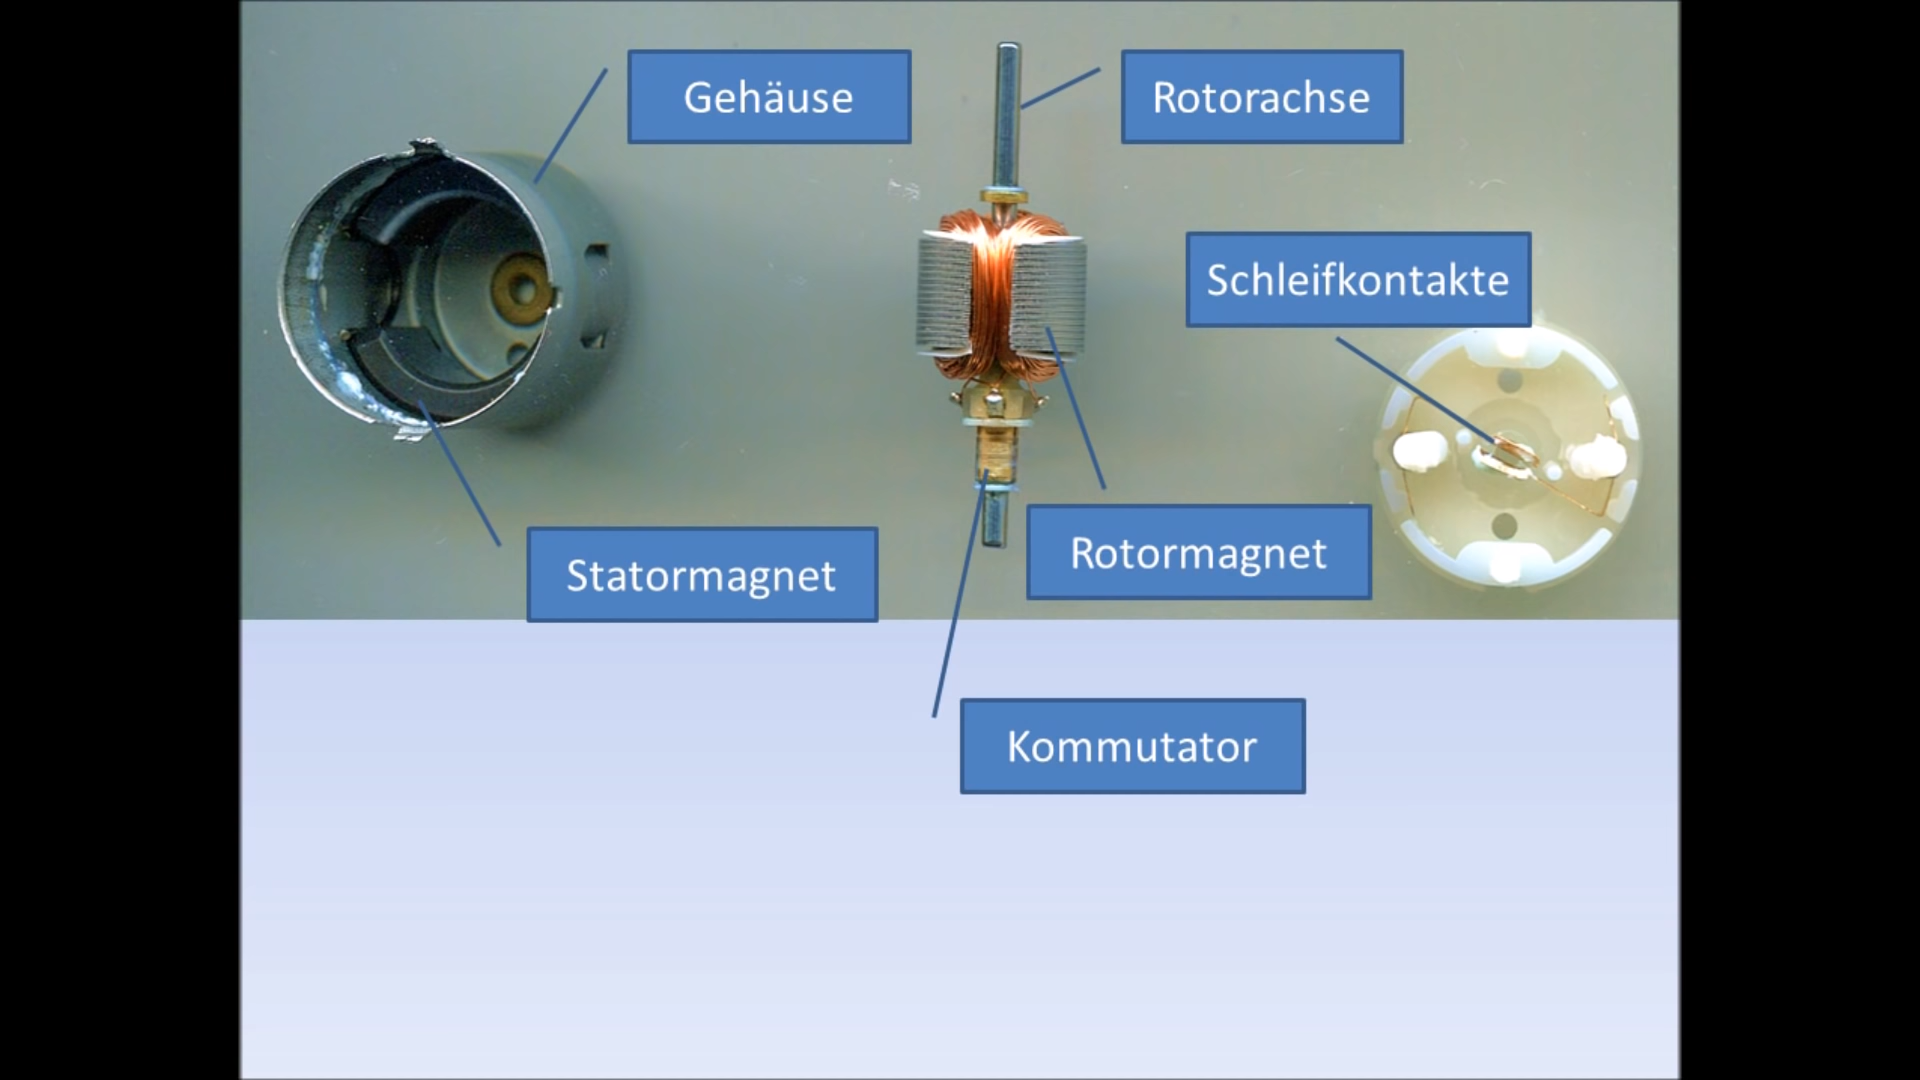 Gehäuse
Rotorachse
Schleifkontakte
Rotormagnet
Statormagnet
Kommutator